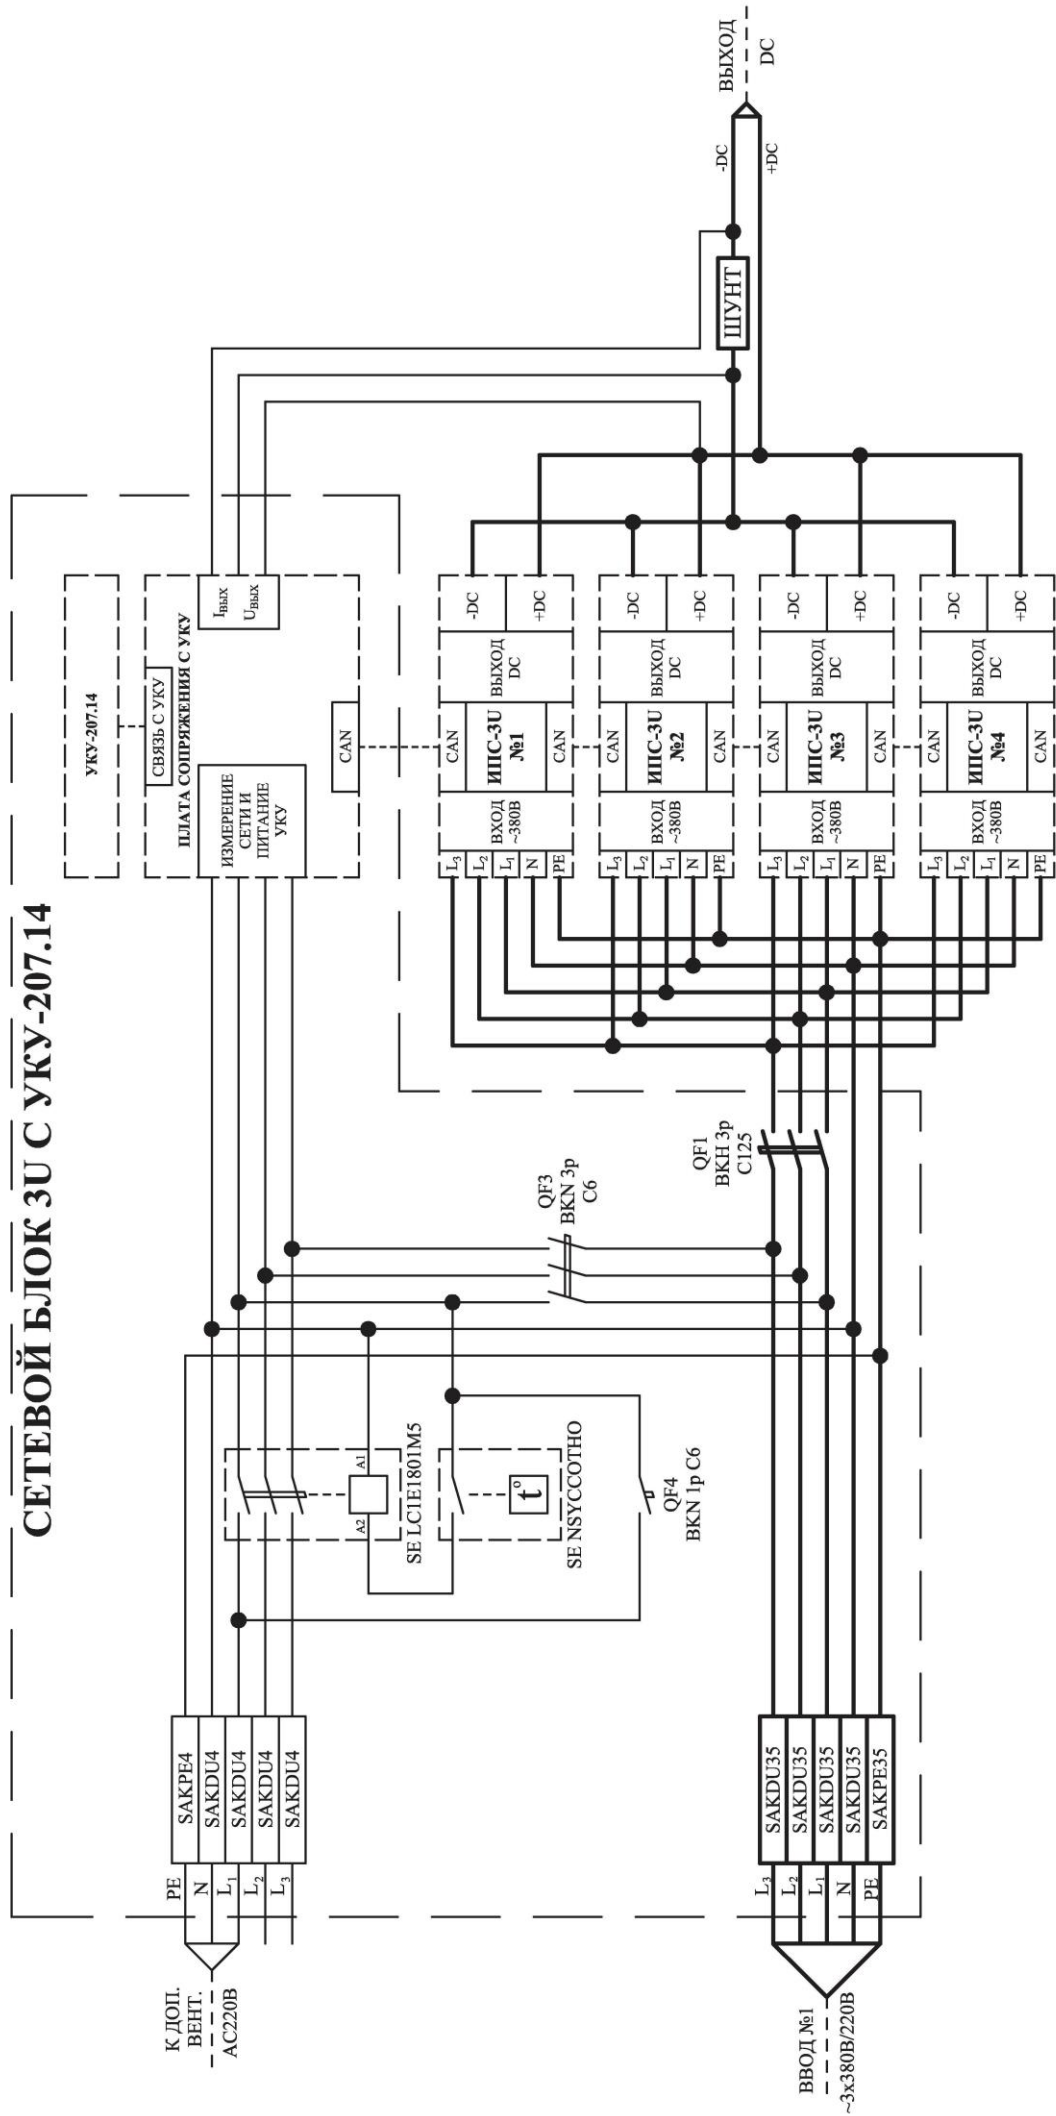 СЕТЕВОЙ БЛОК 3U С УКУ-207.14
К ДОП.
ВЕНТ.
АС220В
PE
N
L₁
L₂
L₃
SAKPE4
SAKDU4
SAKDU4
SAKDU4
SAKDU4
A2
A1
SE LC1E1801M5
t°
SE NSYCCOTHO
QF4
BKN 1p C6
QF3
BKN 3p
C6
QF1
ВКН 3р
С125
УКУ-207.14
СВЯЗЬ С УКУ
ПЛАТА СОПРЯЖЕНИЯ С УКУ
ИЗМЕРЕНИЕ
СЕТИ И
ПИТАНИЕ
УКУ
Iвых
Uвых
CAN
L₃
L₂
L₁
N
PE
ВХОД
~380В
CAN
ИПС-3U
№1
CAN
ВЫХОД
DC
-DC
+DC
L₃
L₂
L₁
N
PE
ВХОД
~380В
CAN
ИПС-3U
№2
CAN
ВЫХОД
DC
-DC
+DC
L₃
L₂
L₁
N
PE
ВХОД
~380В
CAN
ИПС-3U
№3
CAN
ВЫХОД
DC
-DC
+DC
L₃
L₂
L₁
N
PE
ВХОД
~380В
CAN
ИПС-3U
№4
CAN
ВЫХОД
DC
-DC
+DC
ШУНТ
-DC
+DC
ВЫХОД
DC
ВВОД №1
~3x380В/220В
L₃
L₂
L₁
N
PE
SAKDU35
SAKDU35
SAKDU35
SAKDU35
SAKPE35